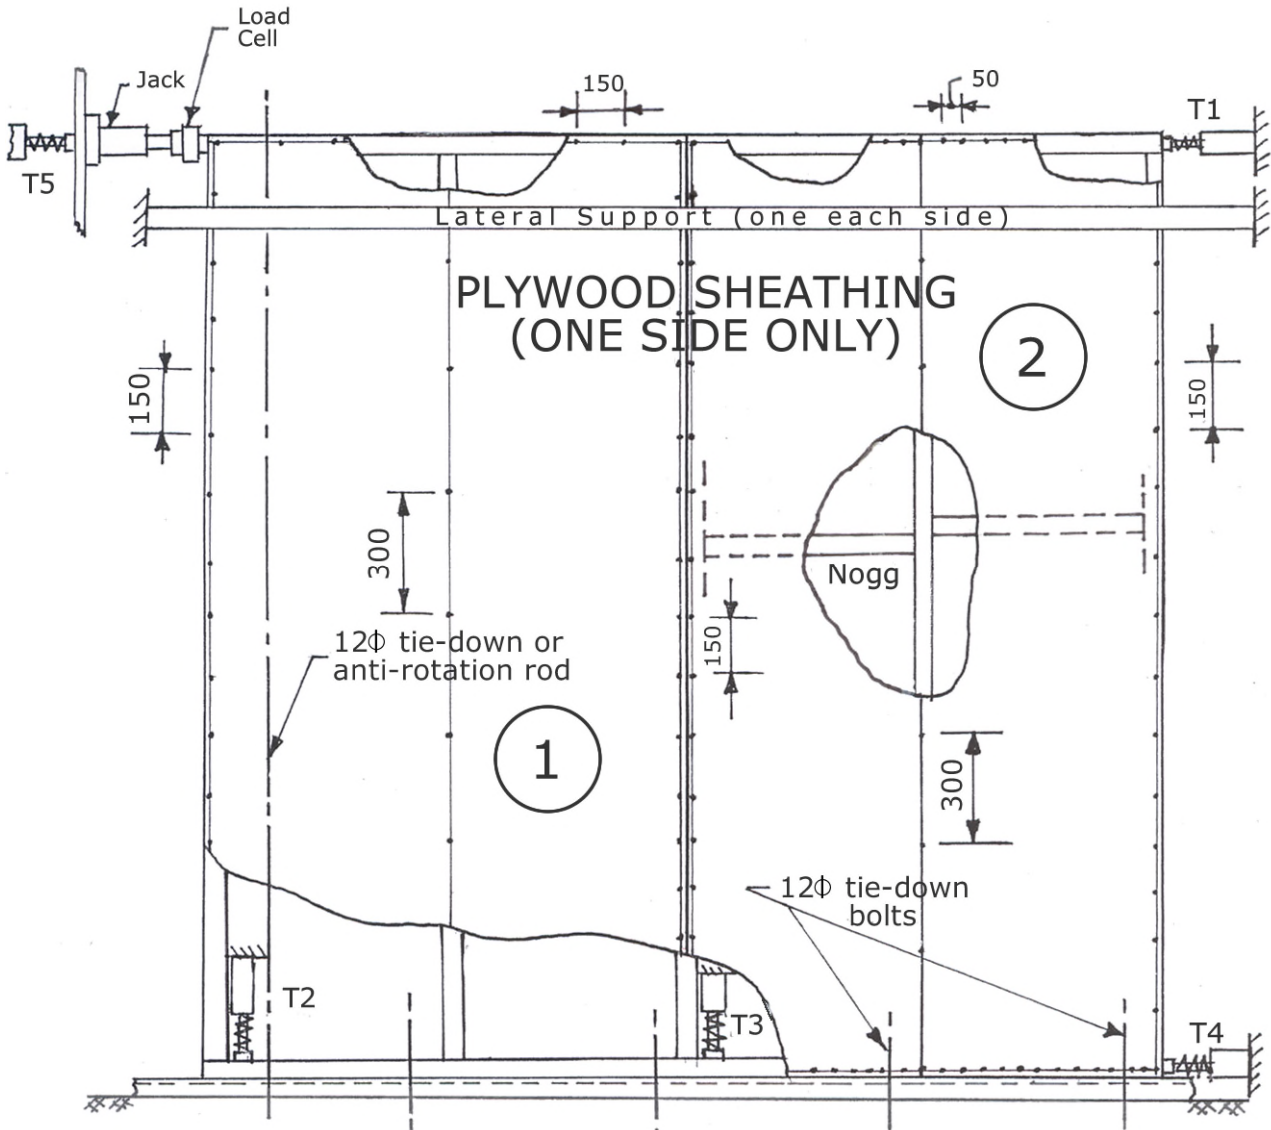 Load
Cell
Jack
150
50
T1
T5
Lateral Support (one each side)
PLYWOOD SHEATHING
(ONE SIDE ONLY)
2
150
150
300
Nogg
150
12Φ tie-down or
anti-rotation rod
1
300
12Φ tie-down
bolts
T2
T3
T4